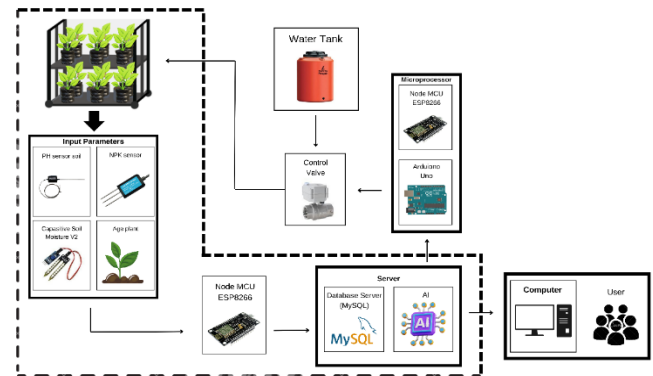 Water Tank
Microprocessor
Node MCU
ESP8266
Input Parameters
PH sensor soil
NPK sensor
Control
Valve
Arduino
Uno
Capasitive Soil
Moisture V2
Age plant
Node MCU
ESP8266
Server
Database Server
(MySQL)
AI
MySQL
AI
Computer
User